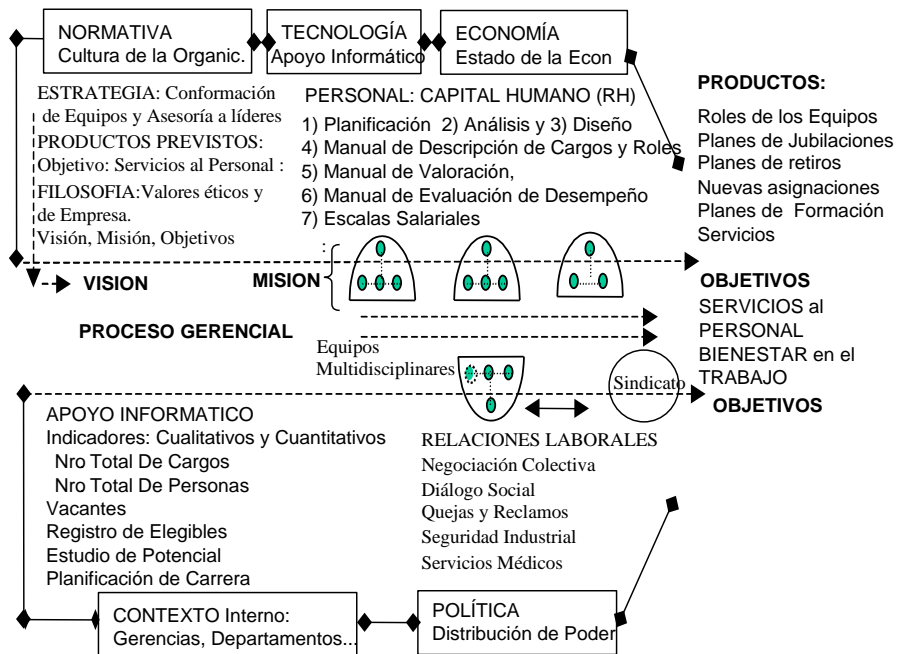 NORMATIVA
Cultura de la Organic.
TECNOLOGÍA
Apoyo Informático
ECONOMÍA
Estado de la Econ
ESTRATEGIA: Conformación
de Equipos y Asesoría a líderes
PRODUCTOS PREVISTOS:
Objetivo: Servicios al Personal :
FILOSOFIA:Valores éticos y
de Empresa.
Visión, Misión, Objetivos
PERSONAL: CAPITAL HUMANO (RH)
1) Planificación 2) Análisis y 3) Diseño
4) Manual de Descripción de Cargos y Roles
5) Manual de Valoración,
6) Manual de Evaluación de Desempeño
7) Escalas Salariales
:
PRODUCTOS:
Roles de los Equipos
Planes de Jubilaciones
Planes de retiros
Nuevas asignaciones
Planes de Formación
Servicios
VISION
MISION
OBJETIVOS
SERVICIOS al
PERSONAL
BIENESTAR en el
TRABAJO
OBJETIVOS
PROCESO GERENCIAL
Equipos
Multidisciplinares
Sindicato
APOYO INFORMATICO
Indicadores: Cualitativos y Cuantitativos
Nro Total De Cargos
Nro Total De Personas
Vacantes
Registro de Elegibles
Estudio de Potencial
Planificación de Carrera
RELACIONES LABORALES
Negociación Colectiva
Diálogo Social
Quejas y Reclamos
Seguridad Industrial
Servicios Médicos
CONTEXTO Interno:
Gerencias, Departamentos...
POLÍTICA
Distribución de Poder